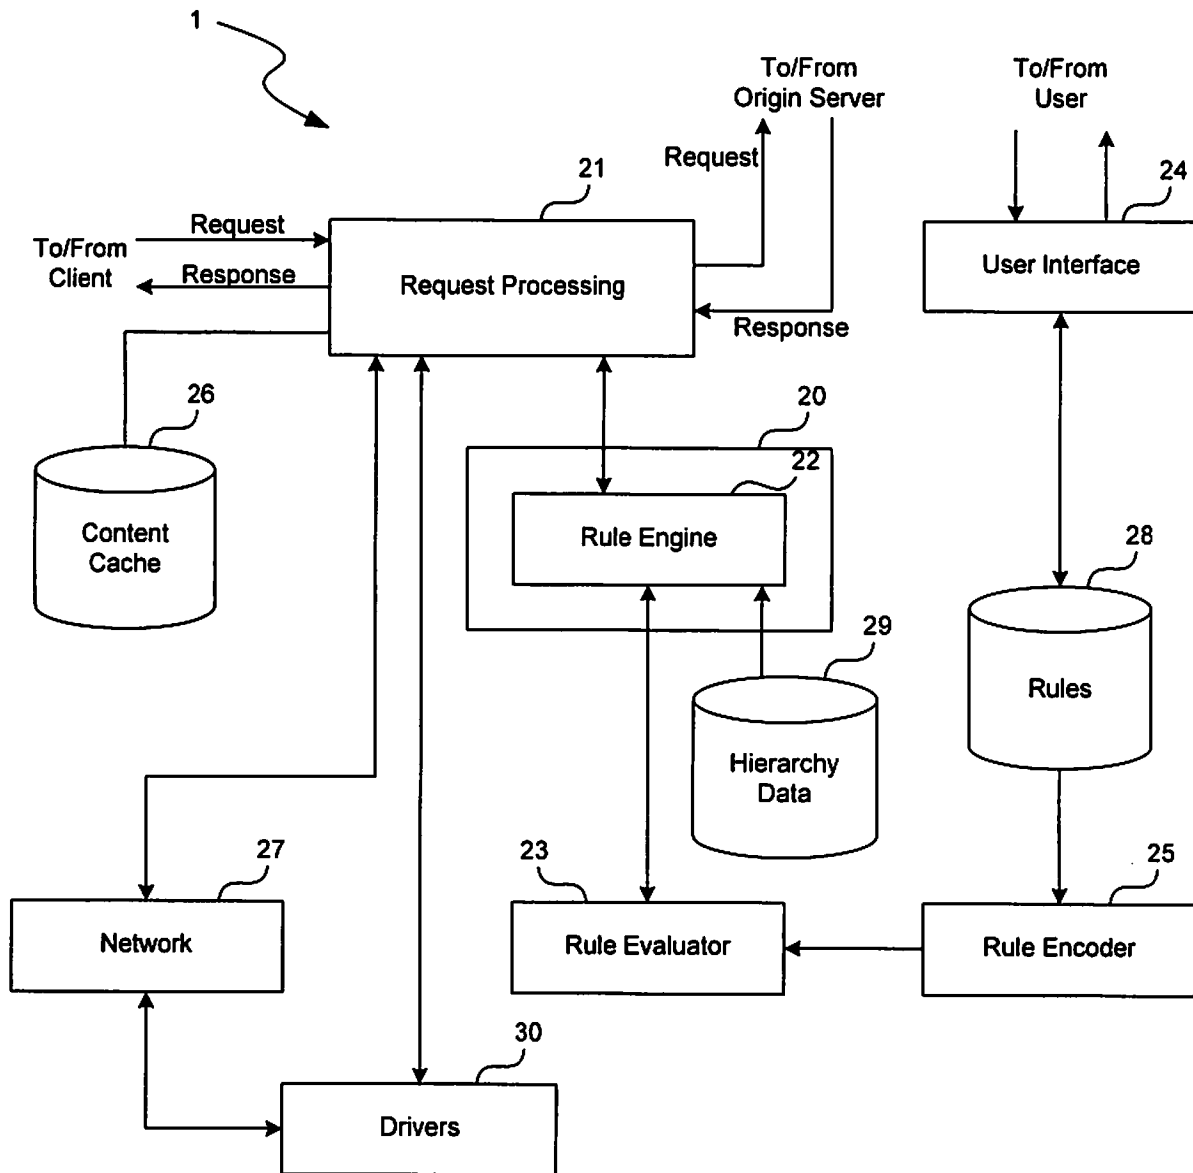 1
To/From
Origin Server
To/From
User
Request
21
24
Request
To/From
Client
Response
Request Processing
User Interface
Response
26
20
22
Content
Cache
Rule Engine
28
29
Rules
Hierarchy
Data
27
23
25
Network
Rule Evaluator
Rule Encoder
30
Drivers